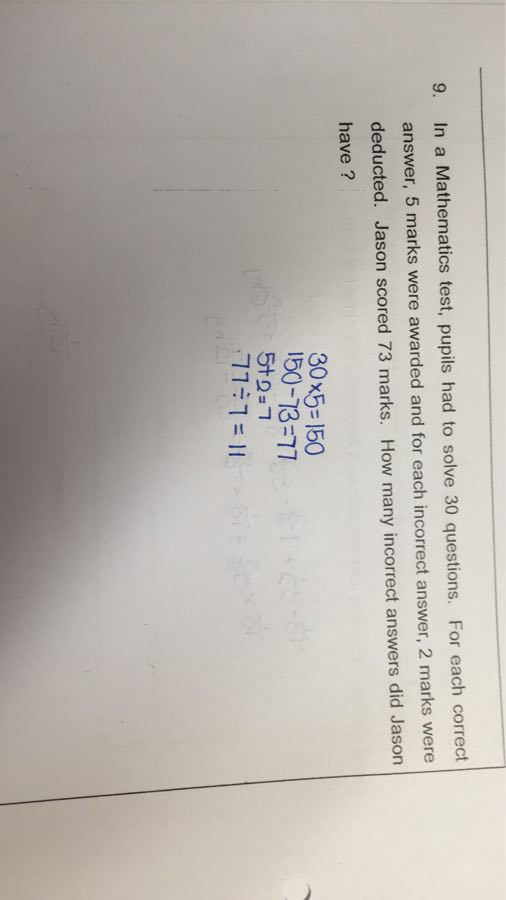 9. In a Mathematics test, pupils had to solve 30 questions. For each correct
answer, 5 marks were awarded and for each incorrect answer, 2 marks were
deducted. Jason scored 73 marks. How many incorrect answers did Jason
have ?
30×5=150
150-73=77
5+2=7
77÷7=11